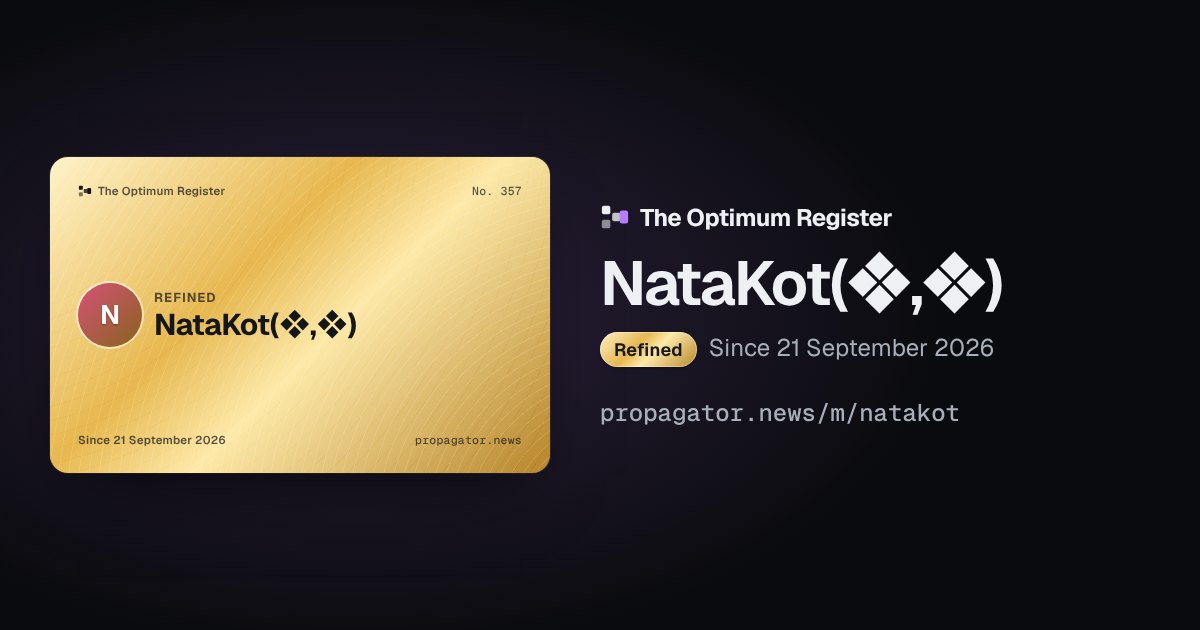 The Optimum Register
No. 357
N
REFINED
NataKot(❖,❖)
Since 21 September 2026
propagator.news
The Optimum Register
NataKot(❖,❖)
Refined
Since 21 September 2026
propagator.news/m/natakot